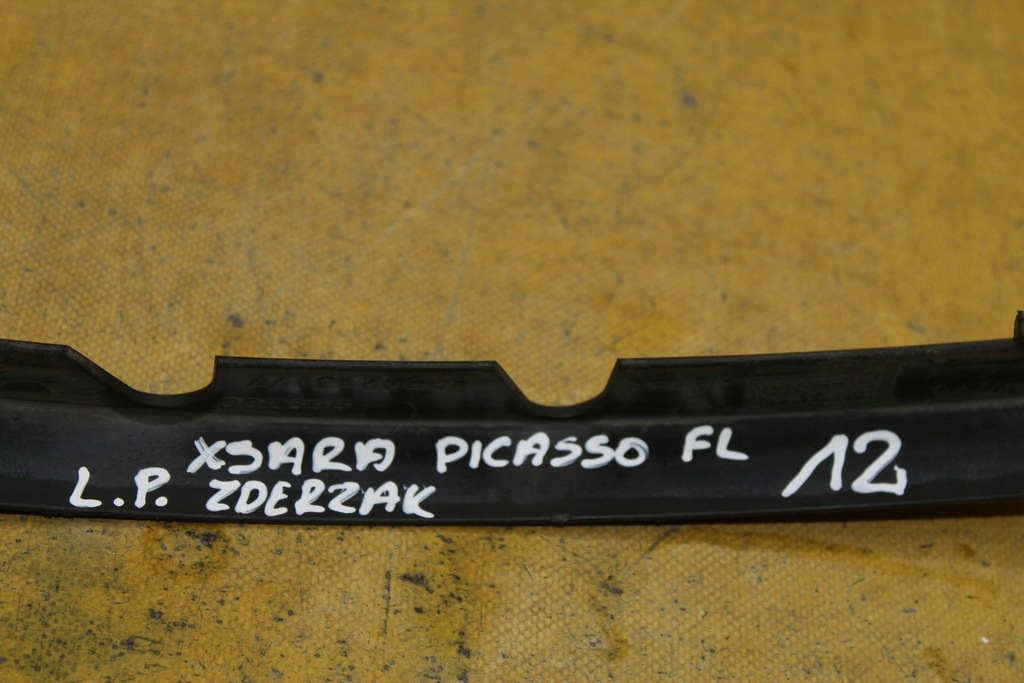 XSARA PICASSO FL 12
L.P. ZDERZAK